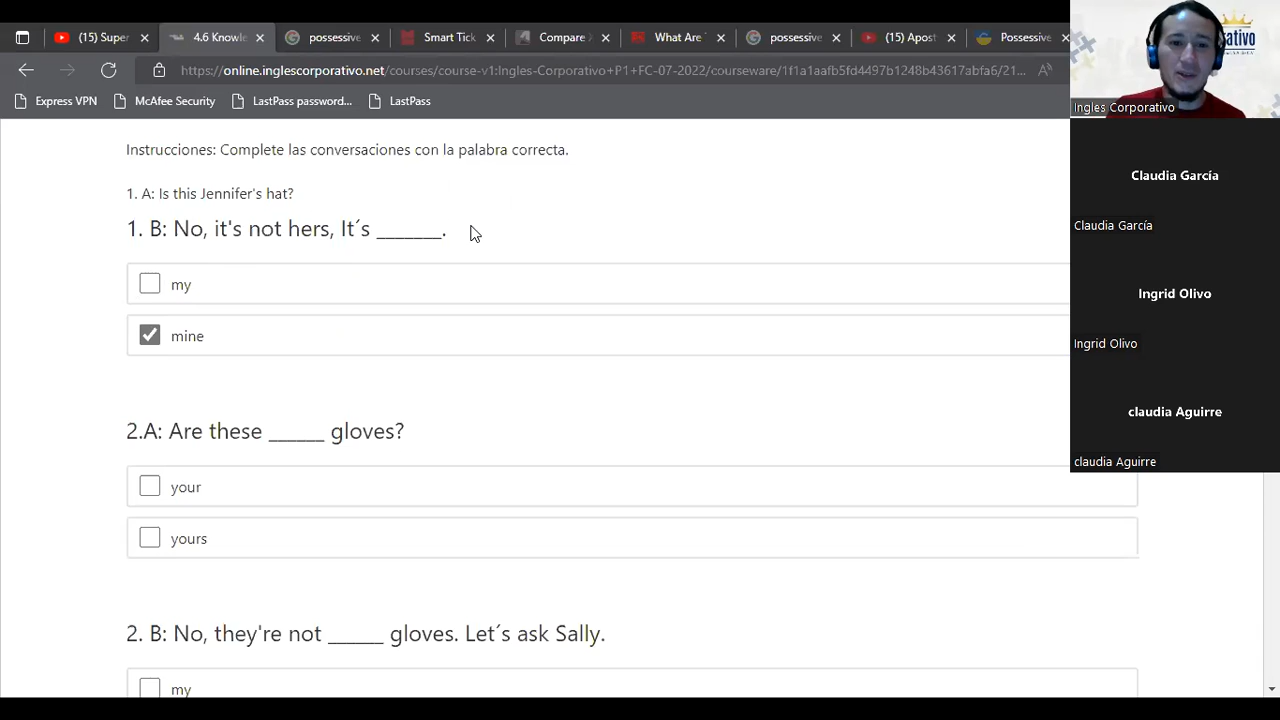 (15) Super
4.6 Knowle
possessive
Smart Tick
Compare A
What Are
possessive
(15) Apost
Possessive
https://online.inglescorporativo.net/courses/course-v1:Ingles-Corporativo+P1+FC-07-2022/courseware/1f1a1aafb5fd4497b1248b43617abfa6/21...
Express VPN
McAfee Security
LastPass password...
LastPass
Instrucciones: Complete las conversaciones con la palabra correcta.
1. A: Is this Jennifer's hat?
1. B: No, it's not hers, It´s _______.
my
mine
2.A: Are these ______ gloves?
your
yours
2. B: No, they're not ______ gloves. Let´s ask Sally.
my
Ingles Corporativo
Claudia García
Claudia García
Ingrid Olivo
Ingrid Olivo
claudia Aguirre
claudia Aguirre